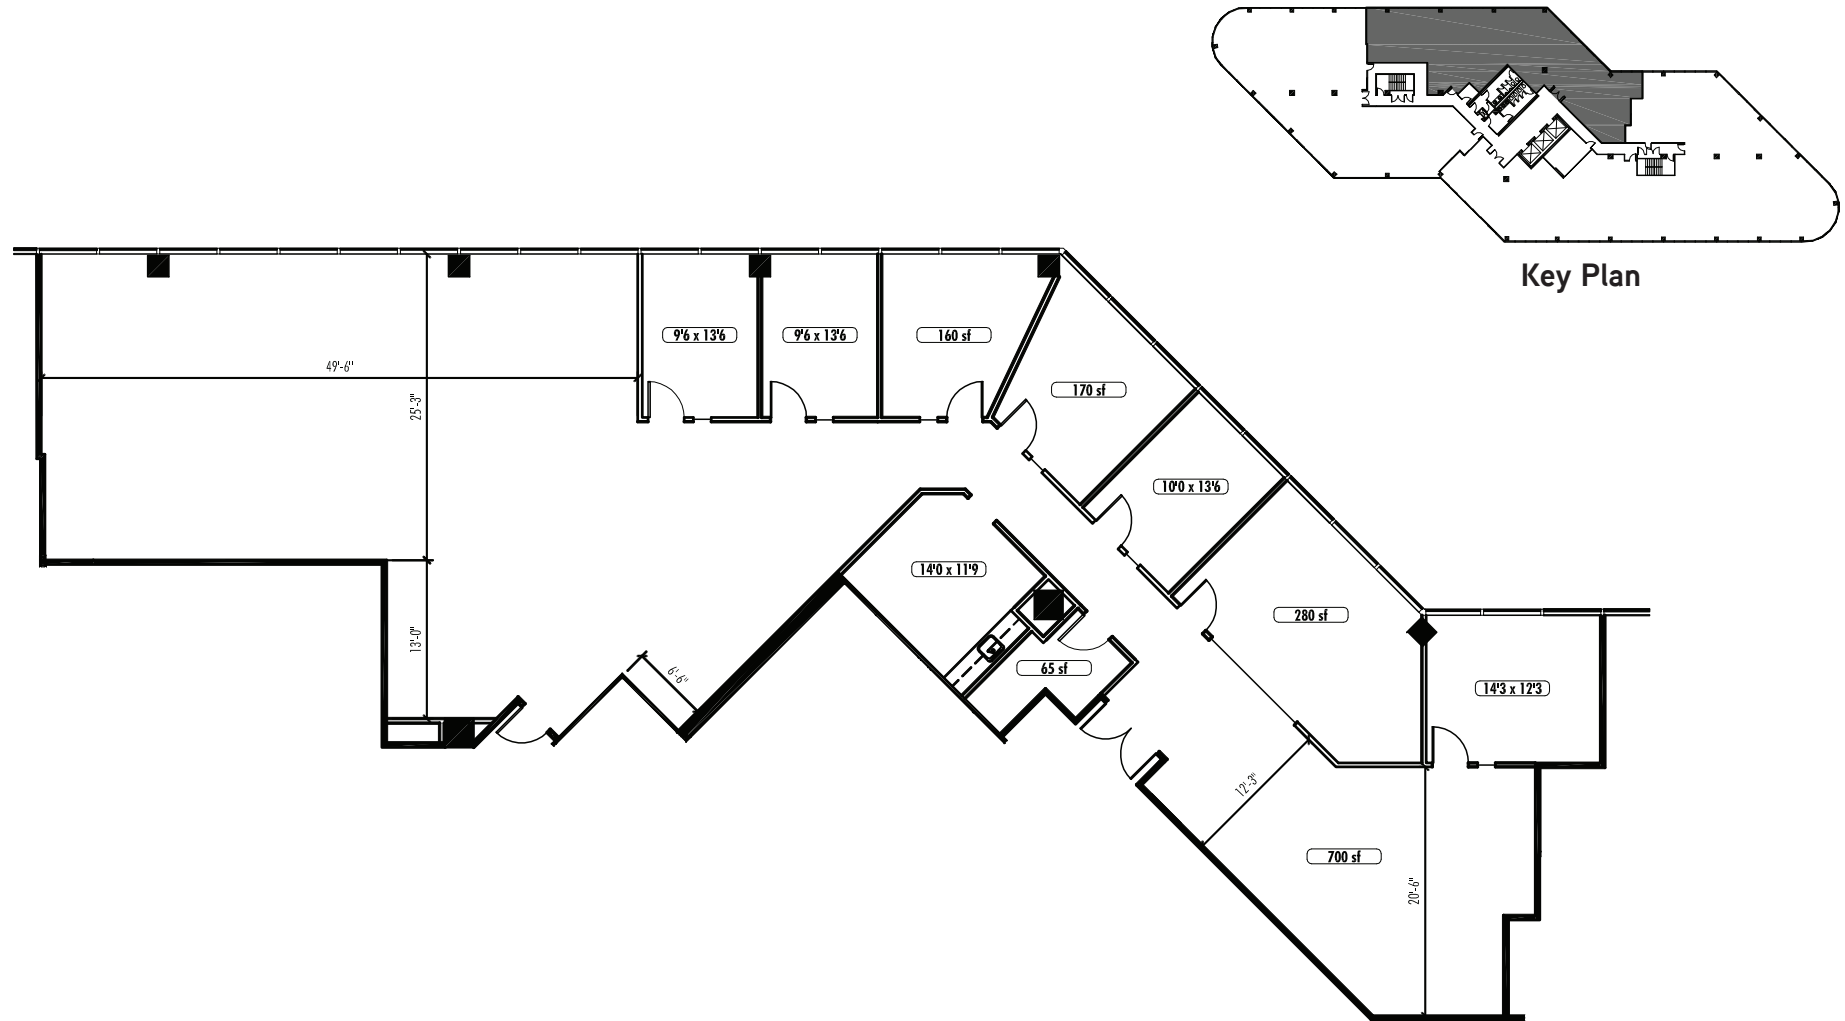 Key Plan
9'6 x 13'6
9'6 x 13'6
160 sf
49'-6"
25'-3"
170 sf
10'0 x 13'6
14'0 x 11'9
280 sf
13'-0"
6'-6"
65 sf
14'3 x 12'3
12'-3"
700 sf
20'-6"